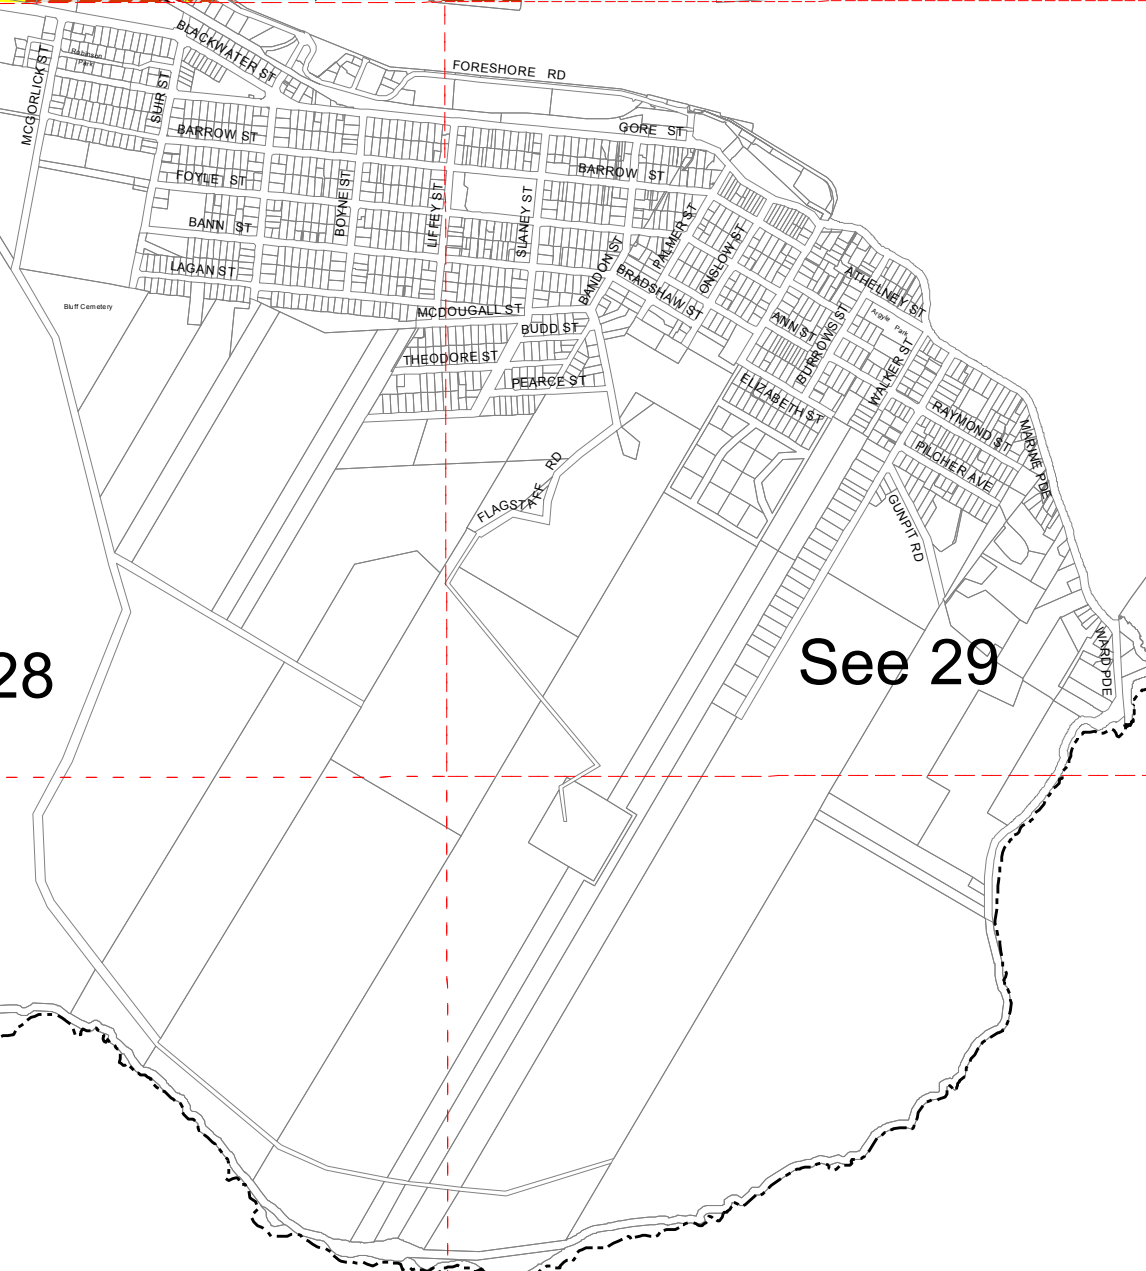 BLACKWATER ST
MCGORLICK ST
Robinson
Park
SUIR ST
FORESHORE RD
BARROW ST
GORE ST
BARROW ST
FOYLE ST
BOYNE ST
LIFFEY ST
SLANEY ST
BANN ST
LAGAN ST
PALMER ST
ONSLOW ST
BANDON ST
BRADSHAW ST
ATHELNEY ST
Argyle
Park
Bluff Cemetery
MCDOUGALL ST
BUDD ST
ANN ST
BURROWS ST
THEODORE ST
WALKER ST
PEARCE ST
ELIZABETH ST
RAYMOND ST
MARINE PDE
PILCHER AVE
FLAGSTAFF RD
GUNPIT RD
WARD PDE
28
See 29